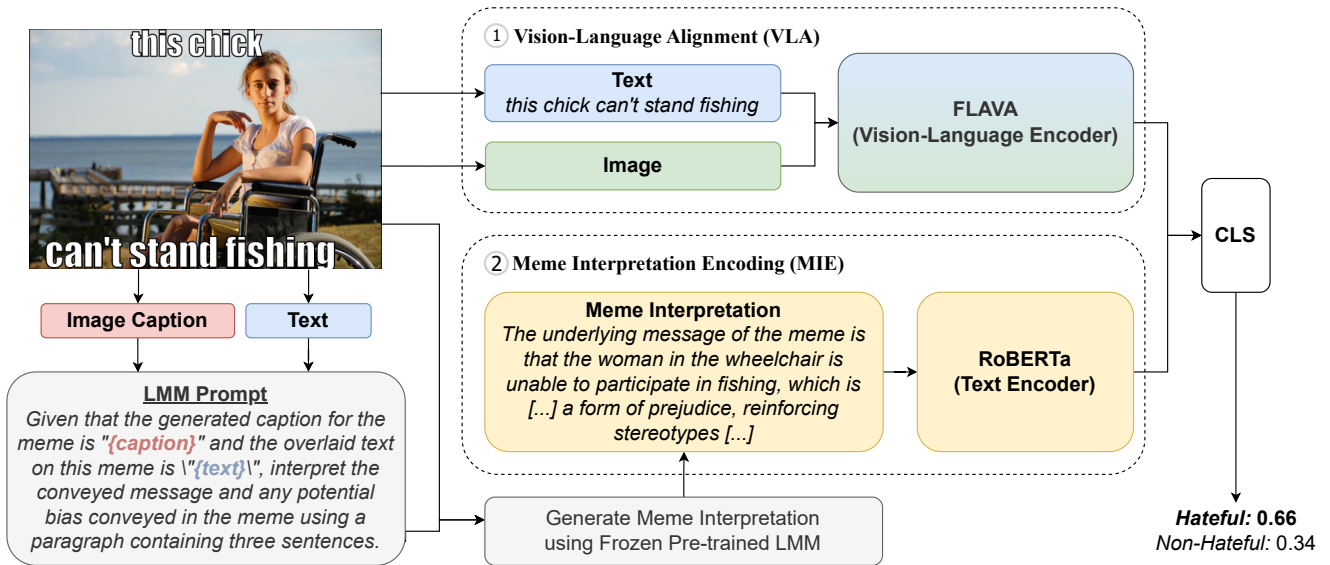 this chick
can't stand fishing
Image Caption
Text
LMM Prompt
Given that the generated caption for the
meme is "{caption}" and the overlaid text
on this meme is \"{text}\", interpret the
conveyed message and any potential
bias conveyed in the meme using a
paragraph containing three sentences.
1 Vision-Language Alignment (VLA)
Text
this chick can't stand fishing
Image
FLAVA
(Vision-Language Encoder)
2 Meme Interpretation Encoding (MIE)
Meme Interpretation
The underlying message of the meme is
that the woman in the wheelchair is
unable to participate in fishing, which is
[...] a form of prejudice, reinforcing
stereotypes [...]
RoBERTa
(Text Encoder)
Generate Meme Interpretation
using Frozen Pre-trained LMM
CLS
Hateful: 0.66
Non-Hateful: 0.34